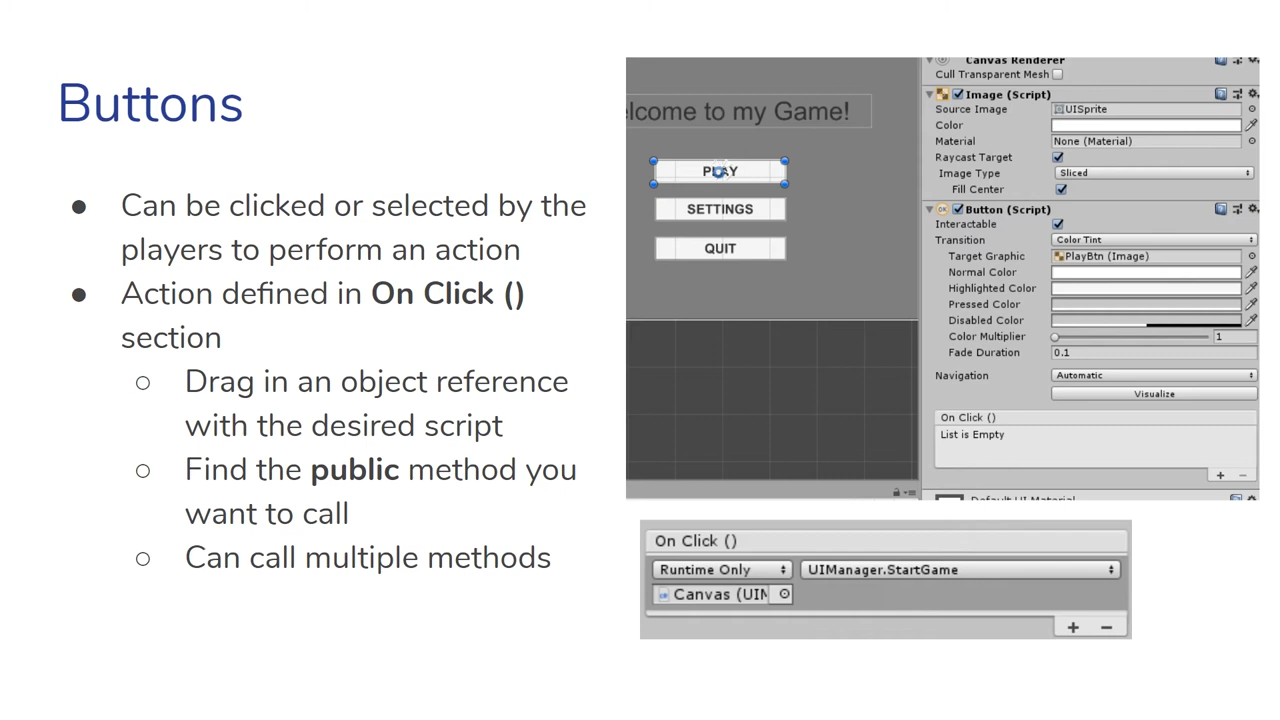 Buttons
● Can be clicked or selected by the
players to perform an action
● Action defined in On Click ()
section
○ Drag in an object reference
with the desired script
○ Find the public method you
want to call
○ Can call multiple methods
elcome to my Game!
PLAY
SETTINGS
QUIT
Canvas Renderer
Cull Transparent Mesh
Image (Script)
Source Image UISprite
Color
Material None (Material)
Raycast Target
Image Type Sliced
Fill Center
Button (Script)
Interactable
Transition Color Tint
Target Graphic PlayBtn (Image)
Normal Color
Highlighted Color
Pressed Color
Disabled Color
Color Multiplier 1
Fade Duration 0.1
Navigation Automatic
Visualize
On Click ()
List is Empty
+ −
Default UI Material
On Click ()
Runtime Only UIManager.StartGame
Canvas (UIM
+ −